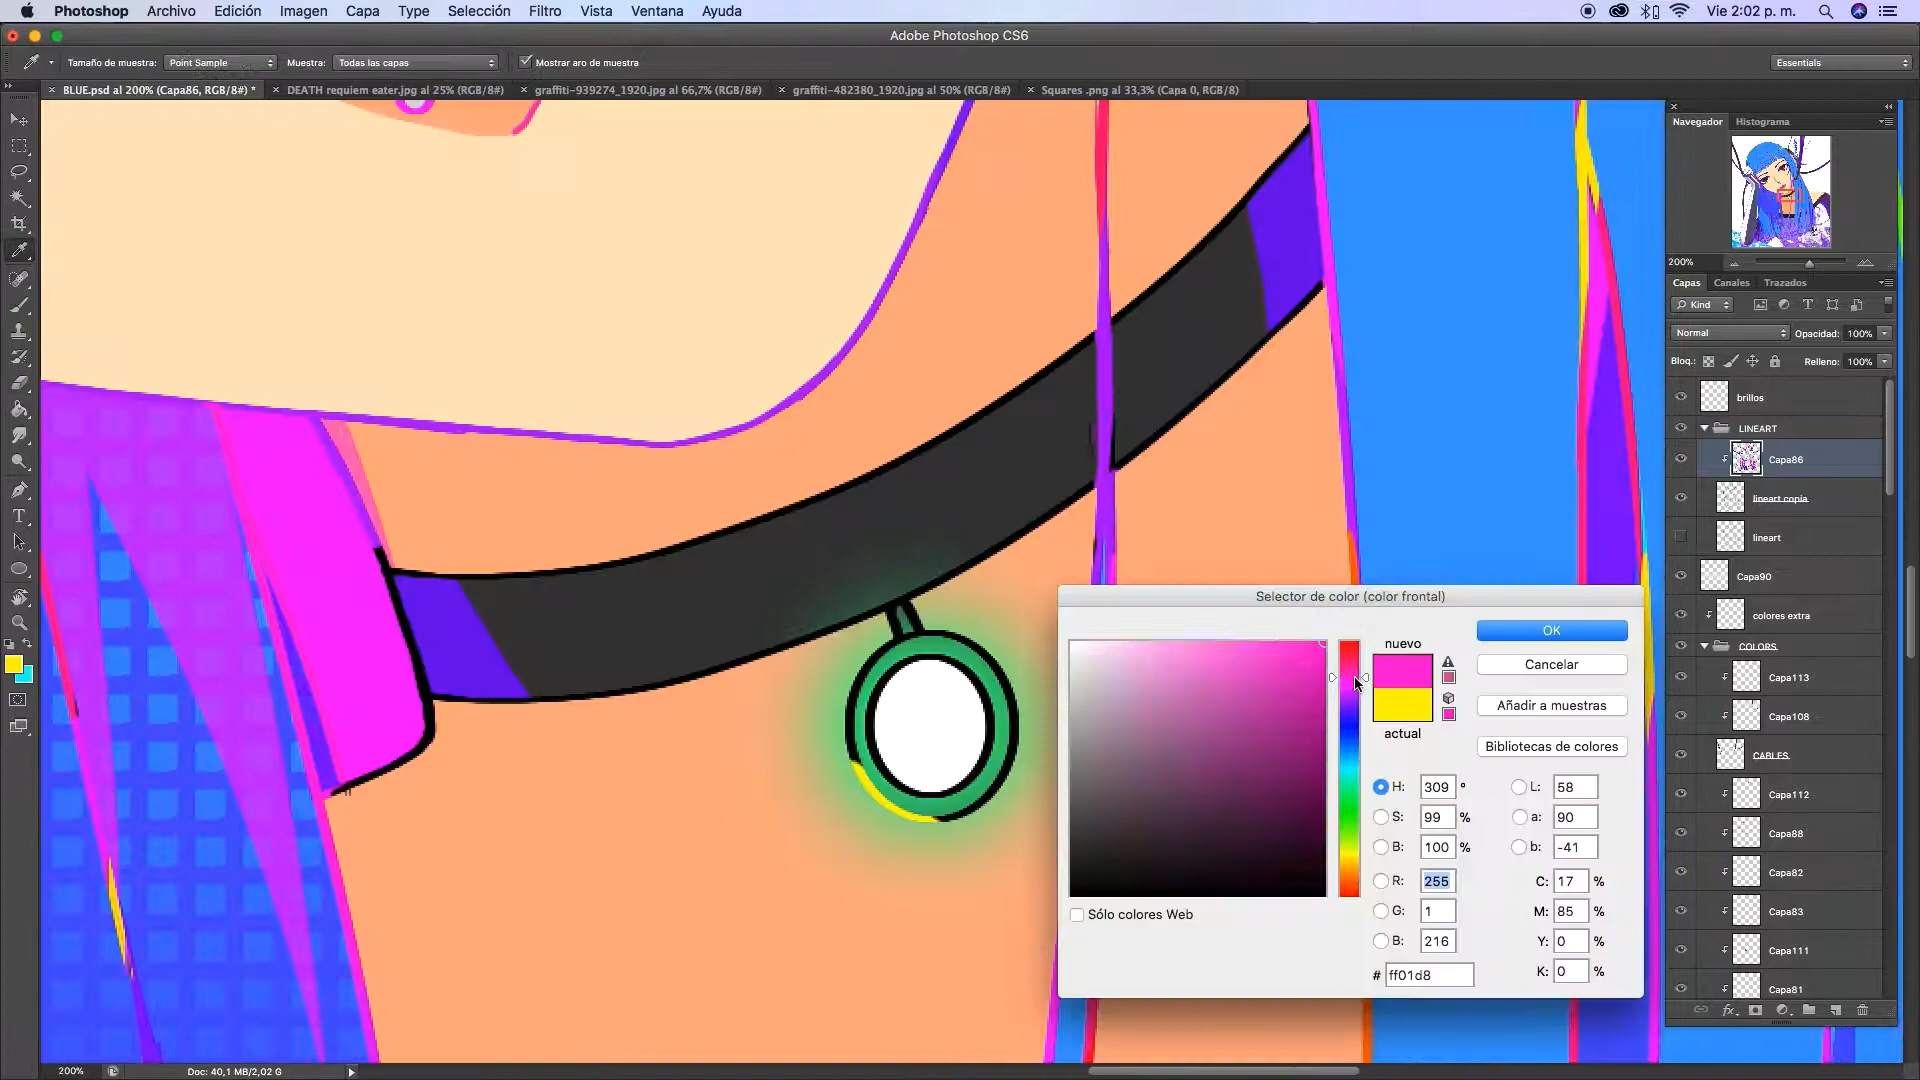 Photoshop Archivo Edición Imagen Capa Type Selección Filtro Vista Ventana Ayuda Vie 2:02 p. m.
Adobe Photoshop CS6
Tamaño de muestra: Point Sample Muestra: Todas las capas Mostrar aro de muestra Essentials
BLUE.psd al 200% (Capa86, RGB/8#) * DEATH requiem eater.jpg al 25% (RGB/8#) graffiti-939274_1920.jpg al 66,7% (RGB/8#) graffiti-482380_1920.jpg al 50% (RGB/8#) Squares .png al 33,3% (Capa 0, RGB/8)
Navegador Histograma
200%
Capas Canales Trazados
Kind
Normal Opacidad: 100%
Bloq.: Relleno: 100%
brillos
LINEART
Capa86
lineart copia
lineart
Capa90
colores extra
COLORS
Capa113
Capa108
CABLES
Capa112
Capa88
Capa82
Capa83
Capa111
Capa81
fx
Selector de color (color frontal)
nuevo
actual
OK
Cancelar
Añadir a muestras
Bibliotecas de colores
H: 309 ° L: 58
S: 99 % a: 90
B: 100 % b: -41
R: 255 C: 17 %
G: 1 M: 85 %
B: 216 Y: 0 %
# ff01d8 K: 0 %
Sólo colores Web
200% Doc: 40,1 MB/2,02 G